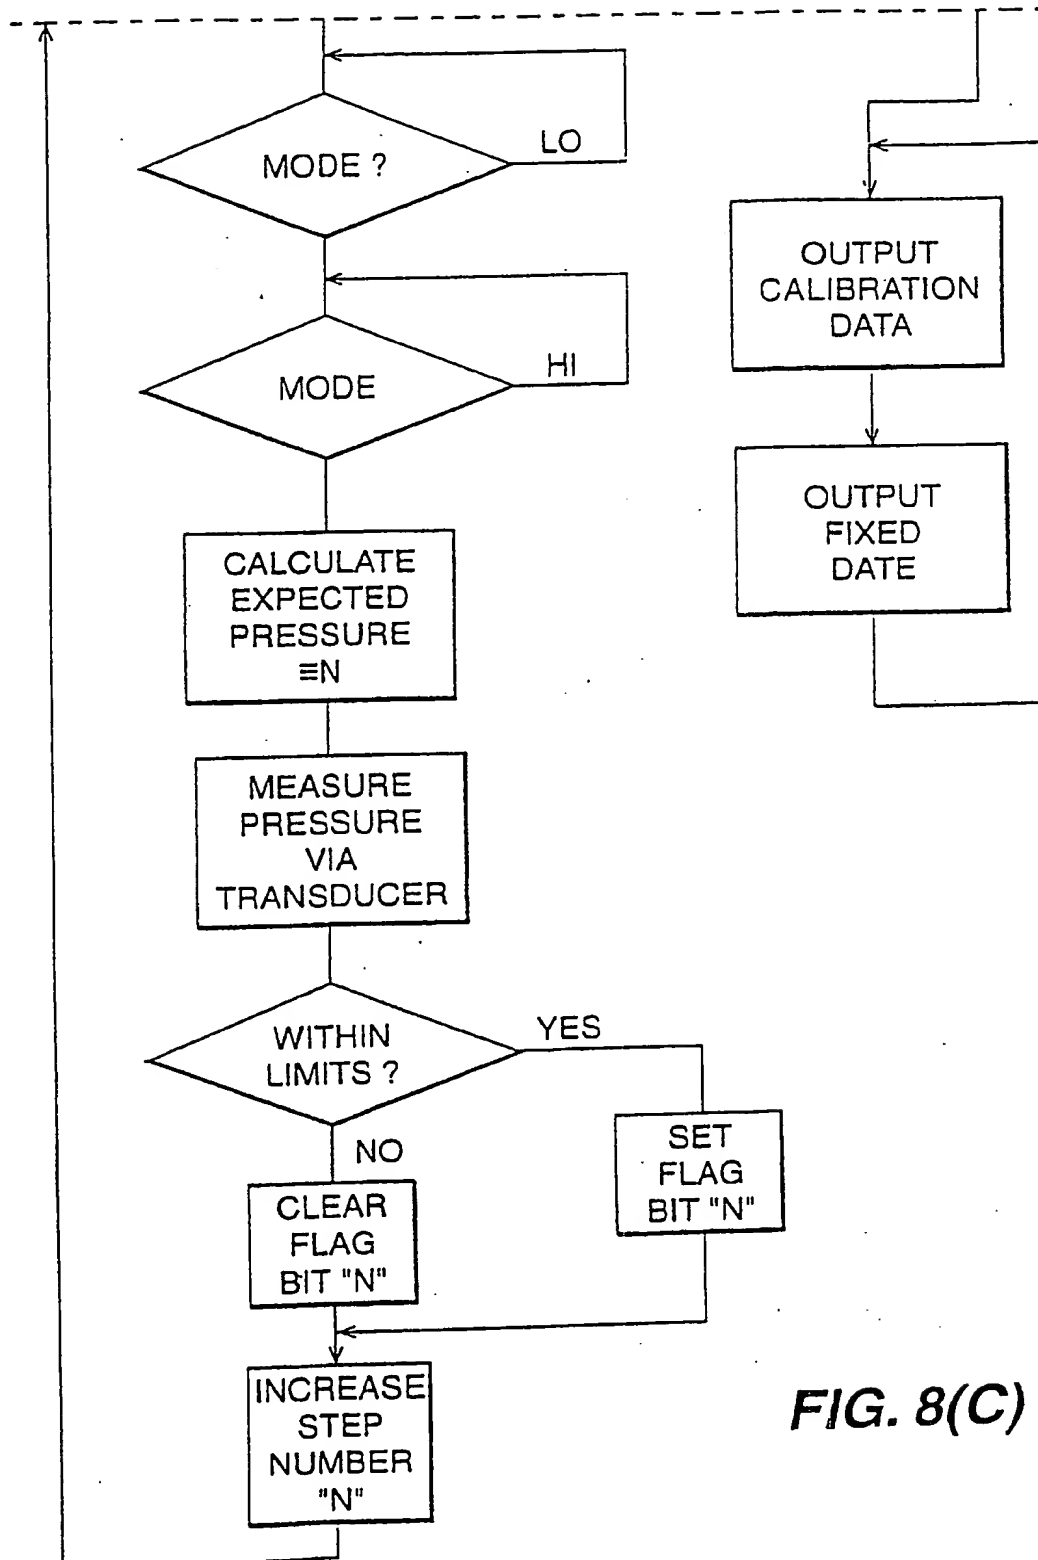 MODE ?
LO
MODE
HI
CALCULATE
EXPECTED
PRESSURE
≡N
MEASURE
PRESSURE
VIA
TRANSDUCER
WITHIN
LIMITS ?
YES
NO
CLEAR
FLAG
BIT "N"
SET
FLAG
BIT "N"
INCREASE
STEP
NUMBER
"N"
OUTPUT
CALIBRATION
DATA
OUTPUT
FIXED
DATE
FIG. 8(C)